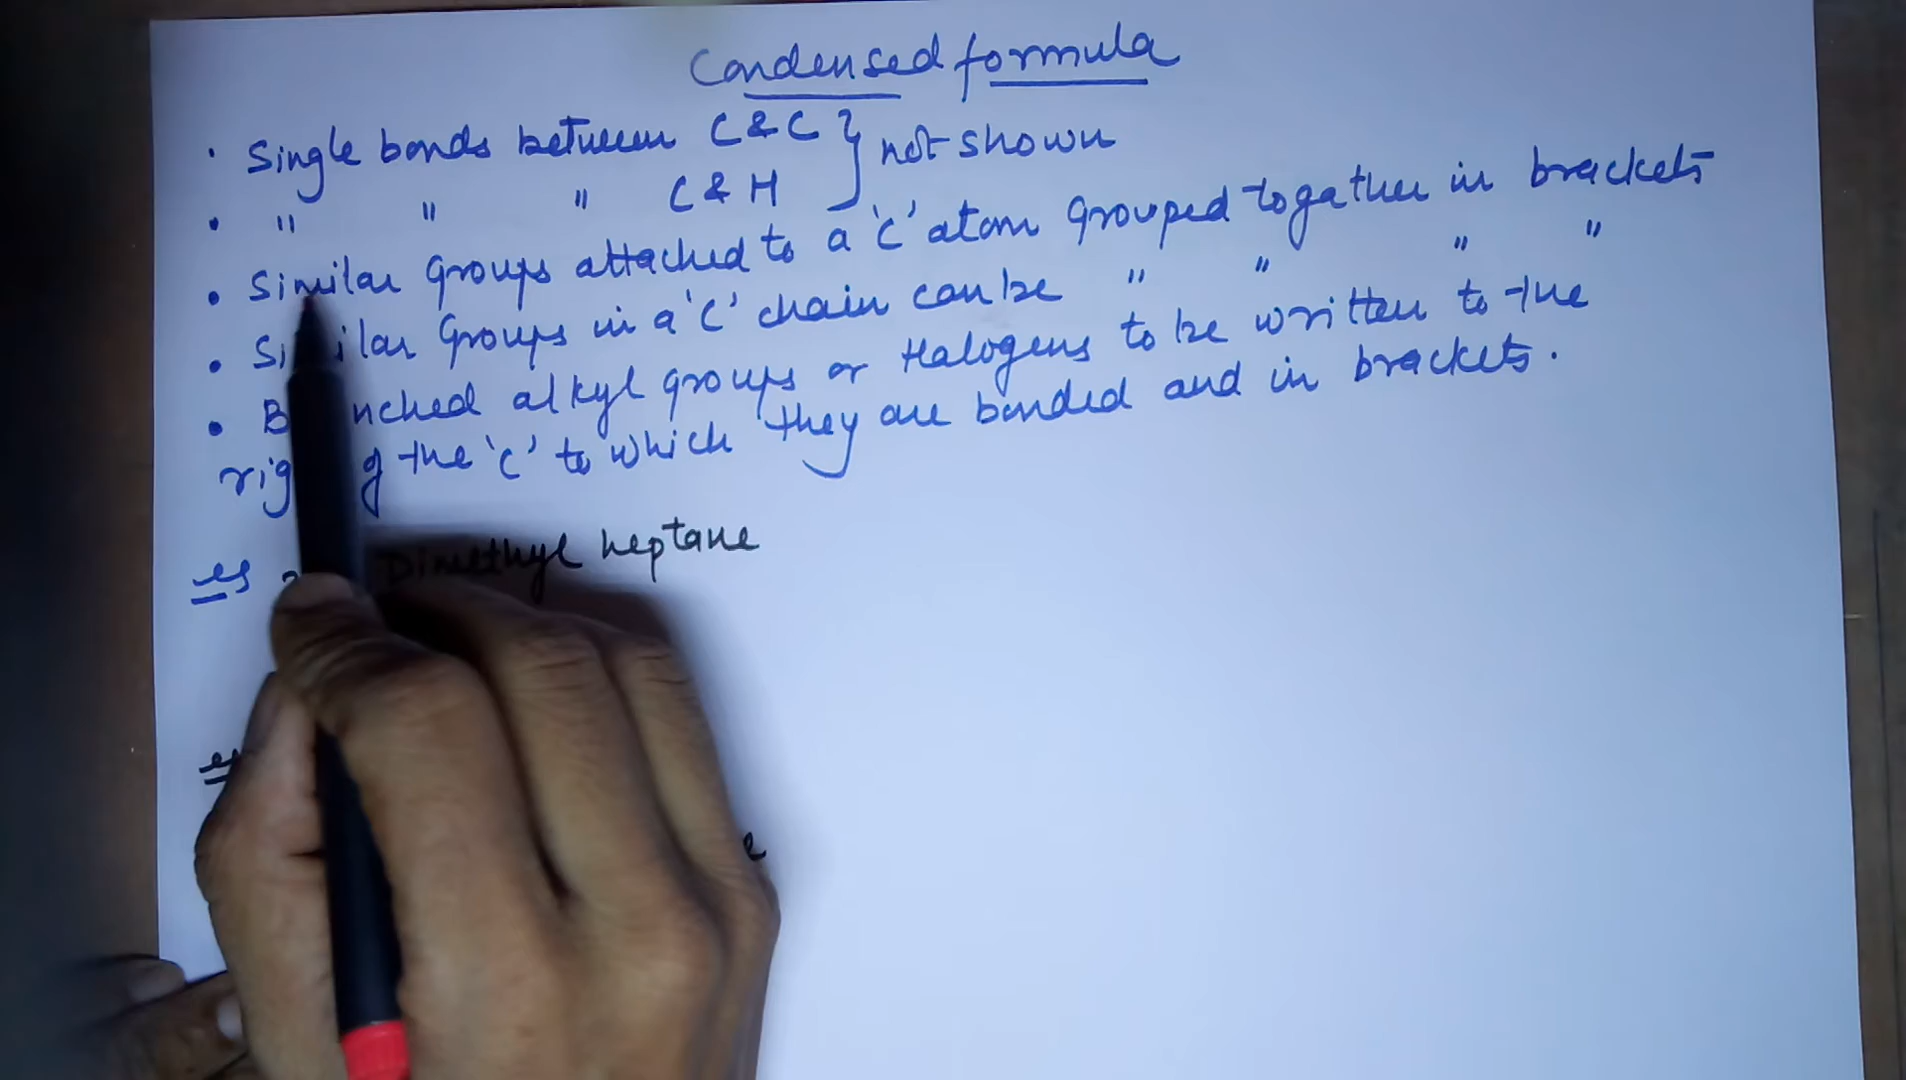 Condensed formula
• Single bonds between C & C } not shown
• " " " C & H
• Similar Groups attached to a 'C' atom Grouped togather in brackets
• Similar Groups in a 'C' chain can be " " " "
• Branched alkyl groups or Halogens to be written to the
right of the 'C' to which they are bonded and in brackets.
eg Dimethyl heptane
eg